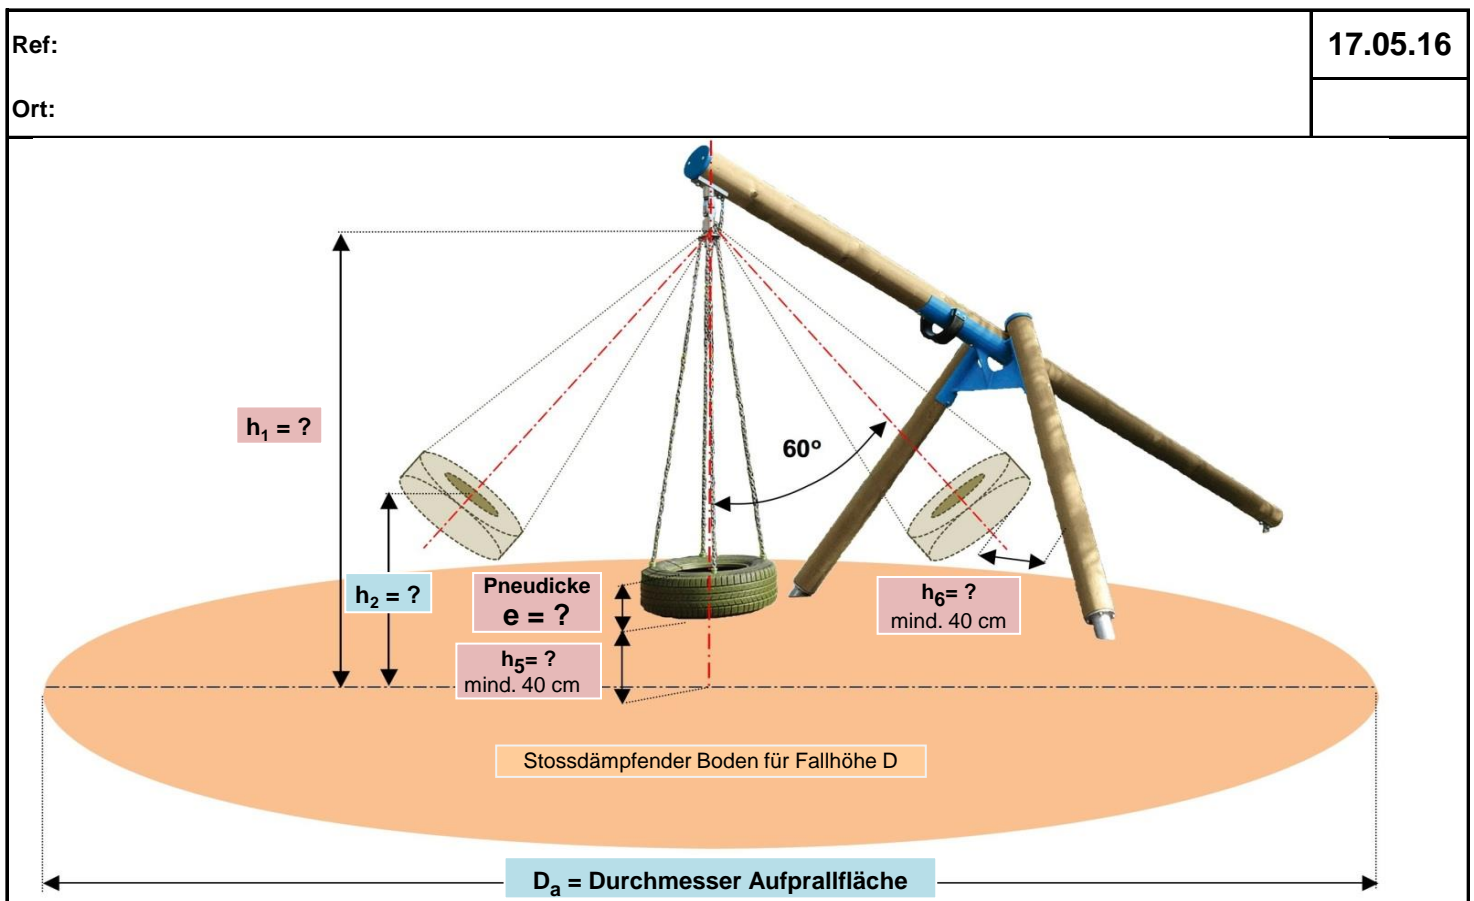 Ref:
17.05.16
Ort:
h₁ = ?
60º
h₂ = ?
Pneudicke
e = ?
h₆= ?
mind. 40 cm
h₅= ?
mind. 40 cm
Stossdämpfender Boden für Fallhöhe D
Dₐ = Durchmesser Aufprallfläche